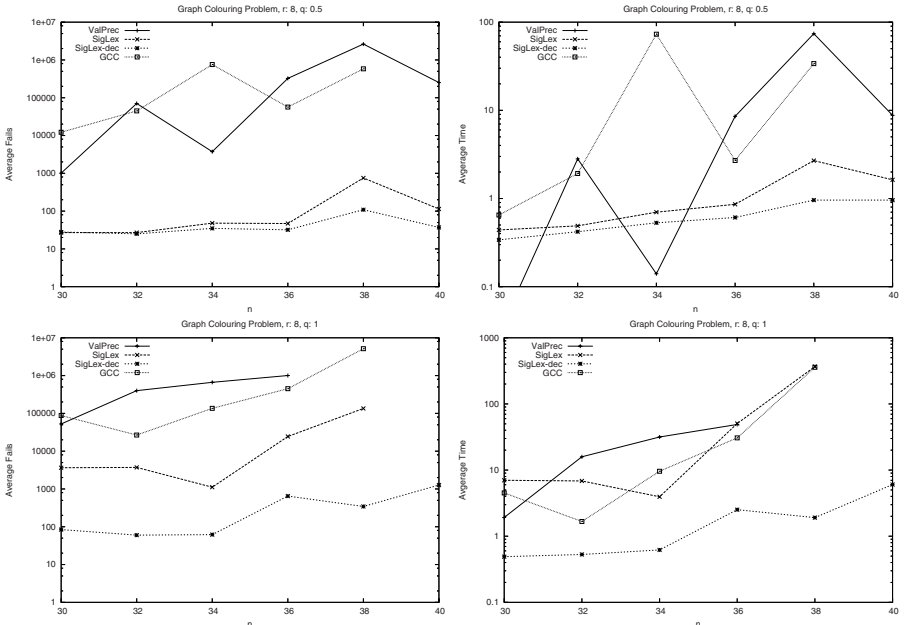 Graph Colouring Problem, r: 8, q: 0.5
1e+07
1e+06
100000
10000
1000
100
10
1
30
32
34
36
38
40
n
Average Fails
ValPrec
SigLex
SigLex-dec
GCC
Graph Colouring Problem, r: 8, q: 0.5
100
10
1
0.1
30
32
34
36
38
40
n
Avgerage Time
ValPrec
SigLex
SigLex-dec
GCC
Graph Colouring Problem, r: 8, q: 1
1e+07
1e+06
100000
10000
1000
100
10
1
30
32
34
36
38
40
n
Average Fails
ValPrec
SigLex
SigLex-dec
GCC
Graph Colouring Problem, r: 8, q: 1
1000
100
10
1
0.1
30
32
34
36
38
40
n
Avgerage Time
ValPrec
SigLex
SigLex-dec
GCC